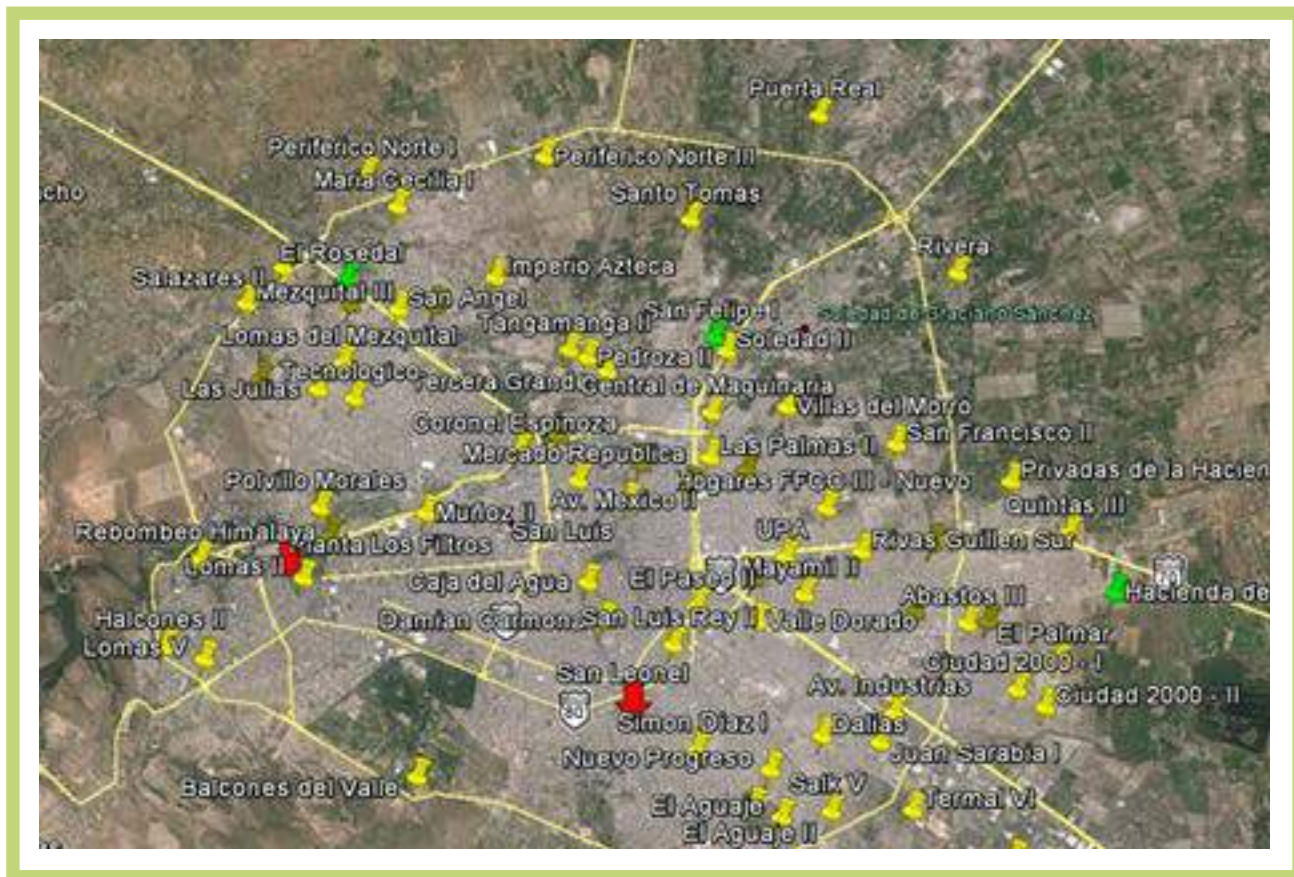 Puerta Real
Periferico Norte I
Periferico Norte III
Maria Cecilia I
Santo Tomas
cho
Rivera
El Rosedal
Imperio Azteca
Salazares II
Mezquital III
San Angel
San Felipe I
Soledad de Graciano Sánchez
Tangamanga II
Lomas del Mezquital
Soledad II
Pedroza II
Tecnologico
Las Julias
Tercera Grand
Central de Maquinaria
Villas del Morro
Coronel Espinoza
San Francisco II
Mercado Republica
Las Palmas I
Privadas de la Hacien
Polvillo Morales
Hogares FFCC III - Nuevo
Av. Mexico II
Quintas III
Muñoz II
San Luis
UPA
Rebombeo Himalaya
Planta Los Filtros
Rivas Guillen Sur
Lomas II
Caja del Agua
El Paseo II
Mayamil II
Hacienda de
70
Abastos III
Halcones II
Damian Carmona
San Luis Rey II
Valle Dorado
El Palmar
Lomas V
Ciudad 2000 - I
San Leonel
Av. Industrias
Ciudad 2000 - II
80
Simon Diaz I
Dalias
Juan Sarabia I
Nuevo Progreso
Balcones del Valle
Salk V
El Aguaje
Termal VI
El Aguaje II